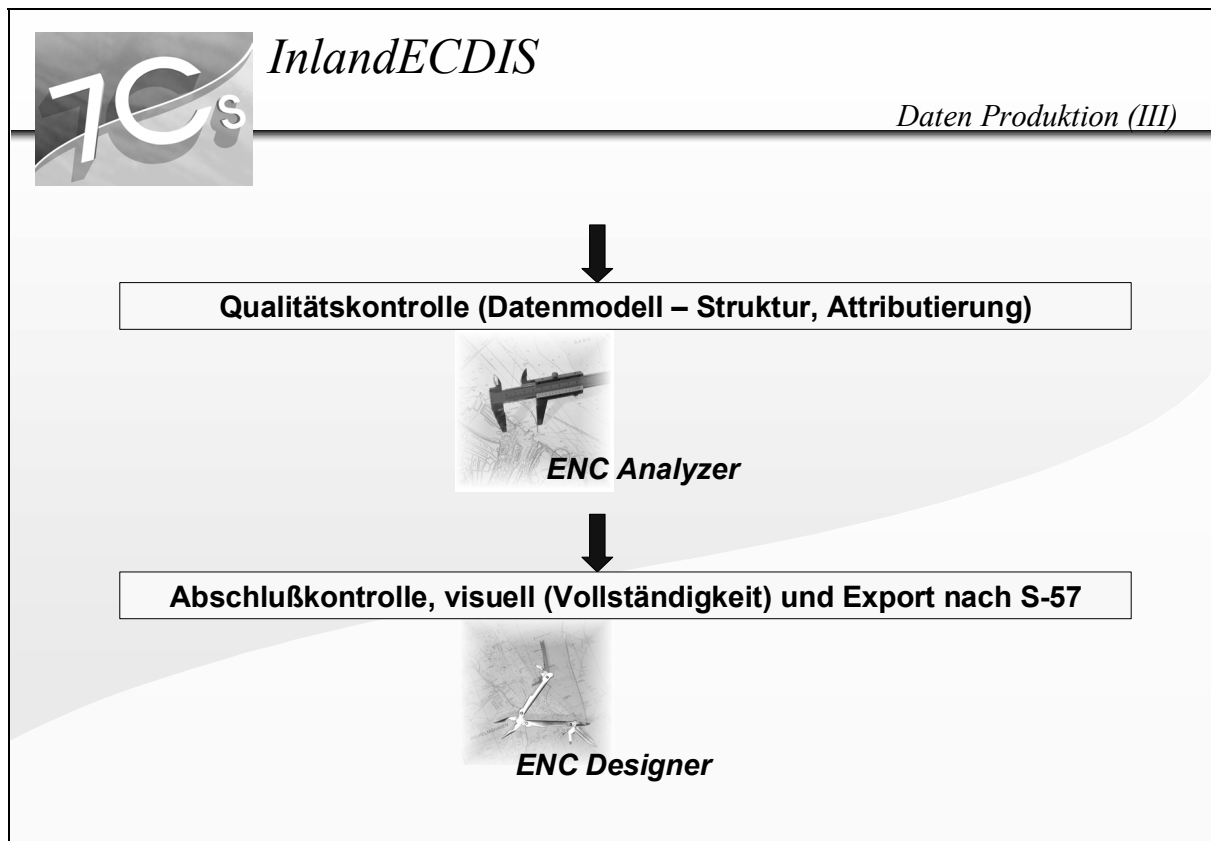 7Cs
InlandECDIS
Daten Produktion (III)
Qualitätskontrolle (Datenmodell – Struktur, Attributierung)
ENC Analyzer
Abschlußkontrolle, visuell (Vollständigkeit) und Export nach S-57
ENC Designer